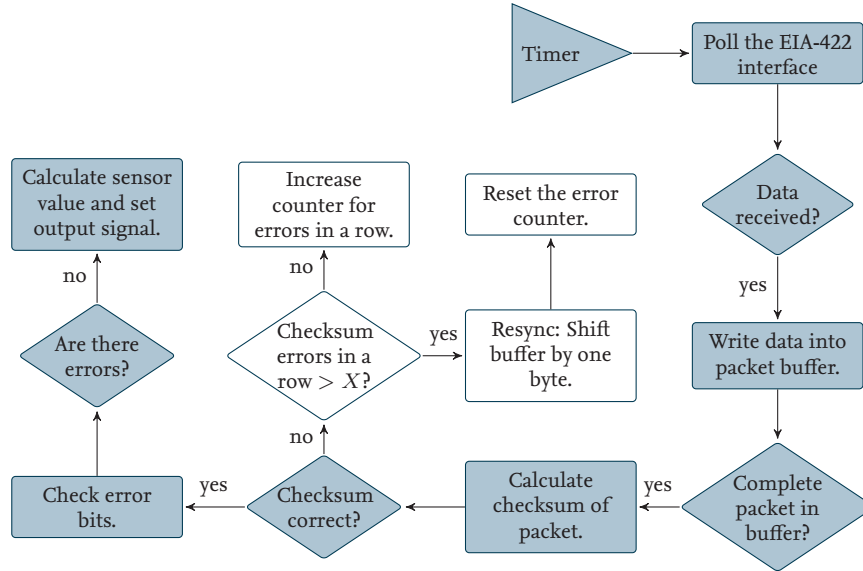 Timer
Poll the EIA-422
interface
Data
received?
yes
Write data into
packet buffer.
Complete
packet in
buffer?
yes
Calculate
checksum of
packet.
Checksum
correct?
no
Checksum
errors in a
row > X?
no
Increase
counter for
errors in a row.
yes
Resync: Shift
buffer by one
byte.
Reset the error
counter.
yes
Check error
bits.
Are there
errors?
no
Calculate sensor
value and set
output signal.